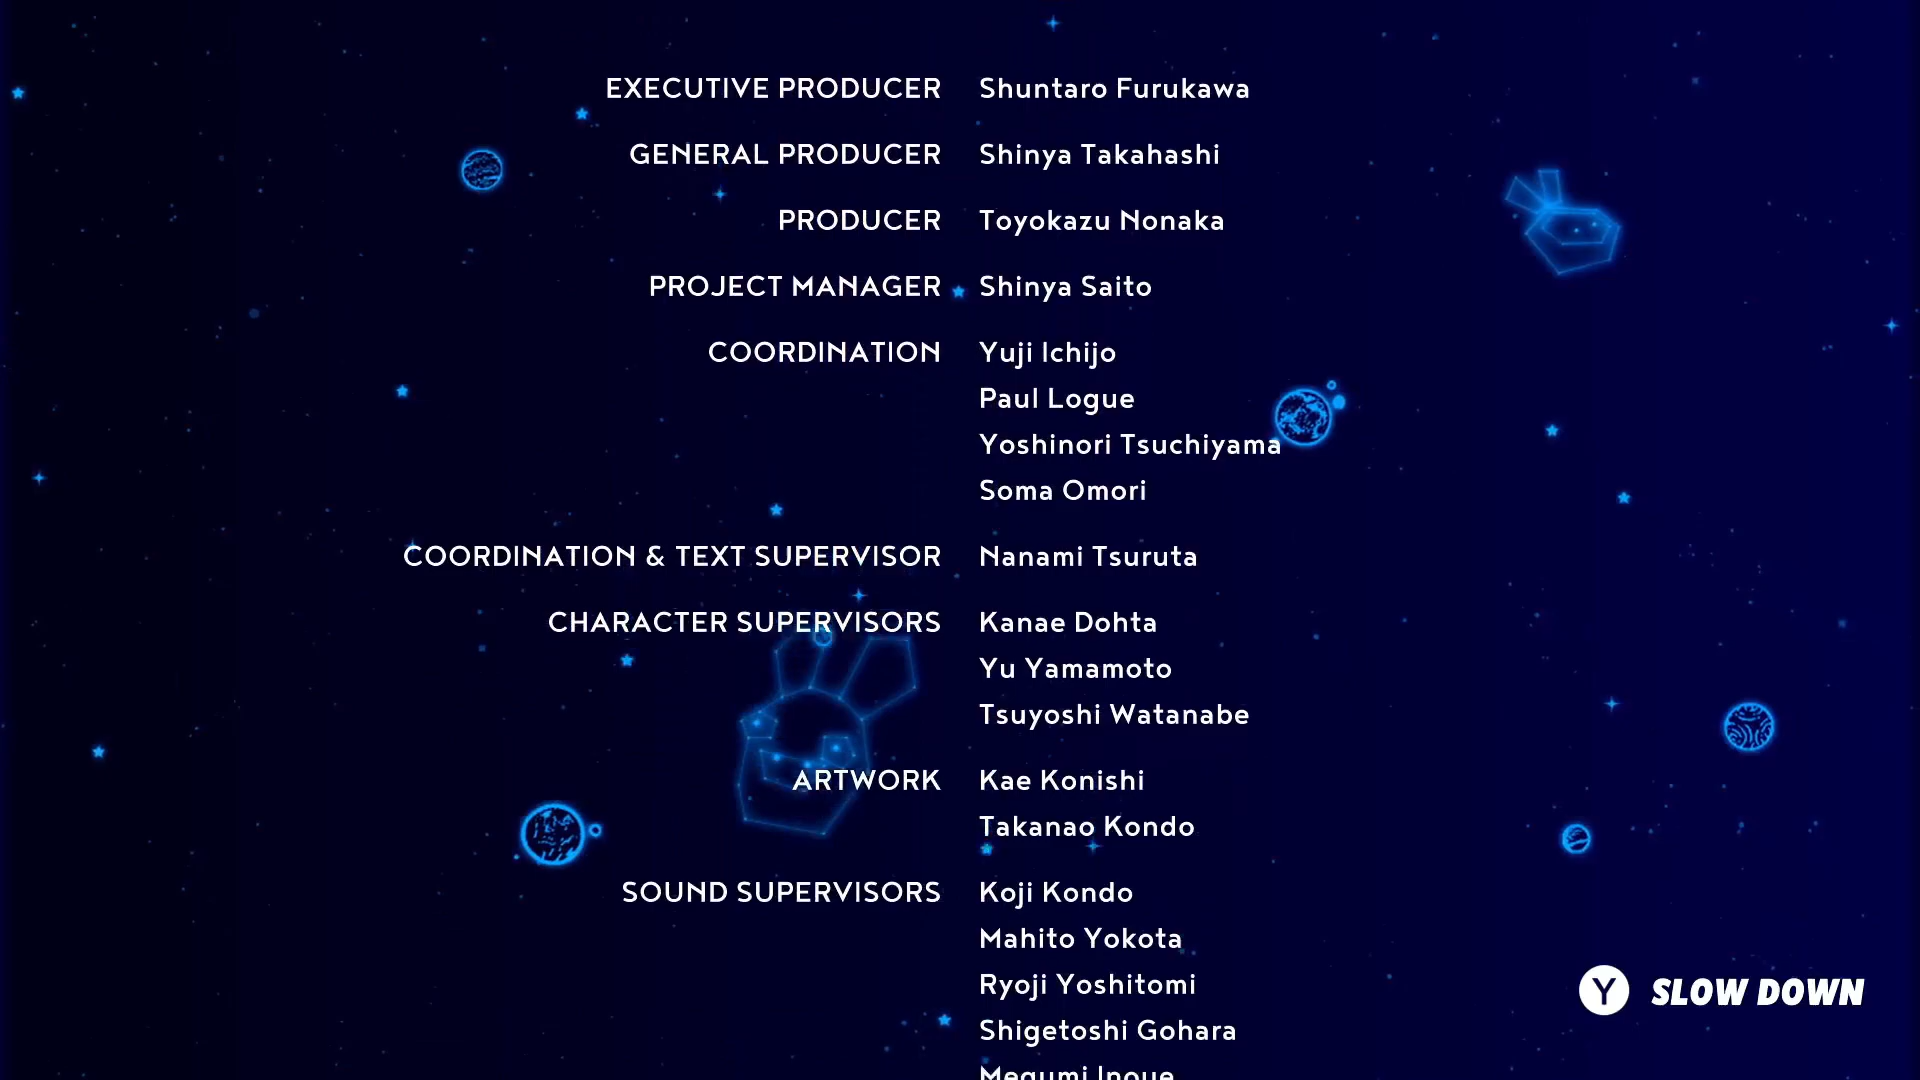 EXECUTIVE PRODUCER Shuntaro Furukawa
GENERAL PRODUCER Shinya Takahashi
PRODUCER Toyokazu Nonaka
PROJECT MANAGER Shinya Saito
COORDINATION Yuji Ichijo
Paul Logue
Yoshinori Tsuchiyama
Soma Omori
COORDINATION & TEXT SUPERVISOR Nanami Tsuruta
CHARACTER SUPERVISORS Kanae Dohta
Yu Yamamoto
Tsuyoshi Watanabe
ARTWORK Kae Konishi
Takanao Kondo
SOUND SUPERVISORS Koji Kondo
Mahito Yokota
Ryoji Yoshitomi
Shigetoshi Gohara
Megumi Inoue
Y SLOW DOWN